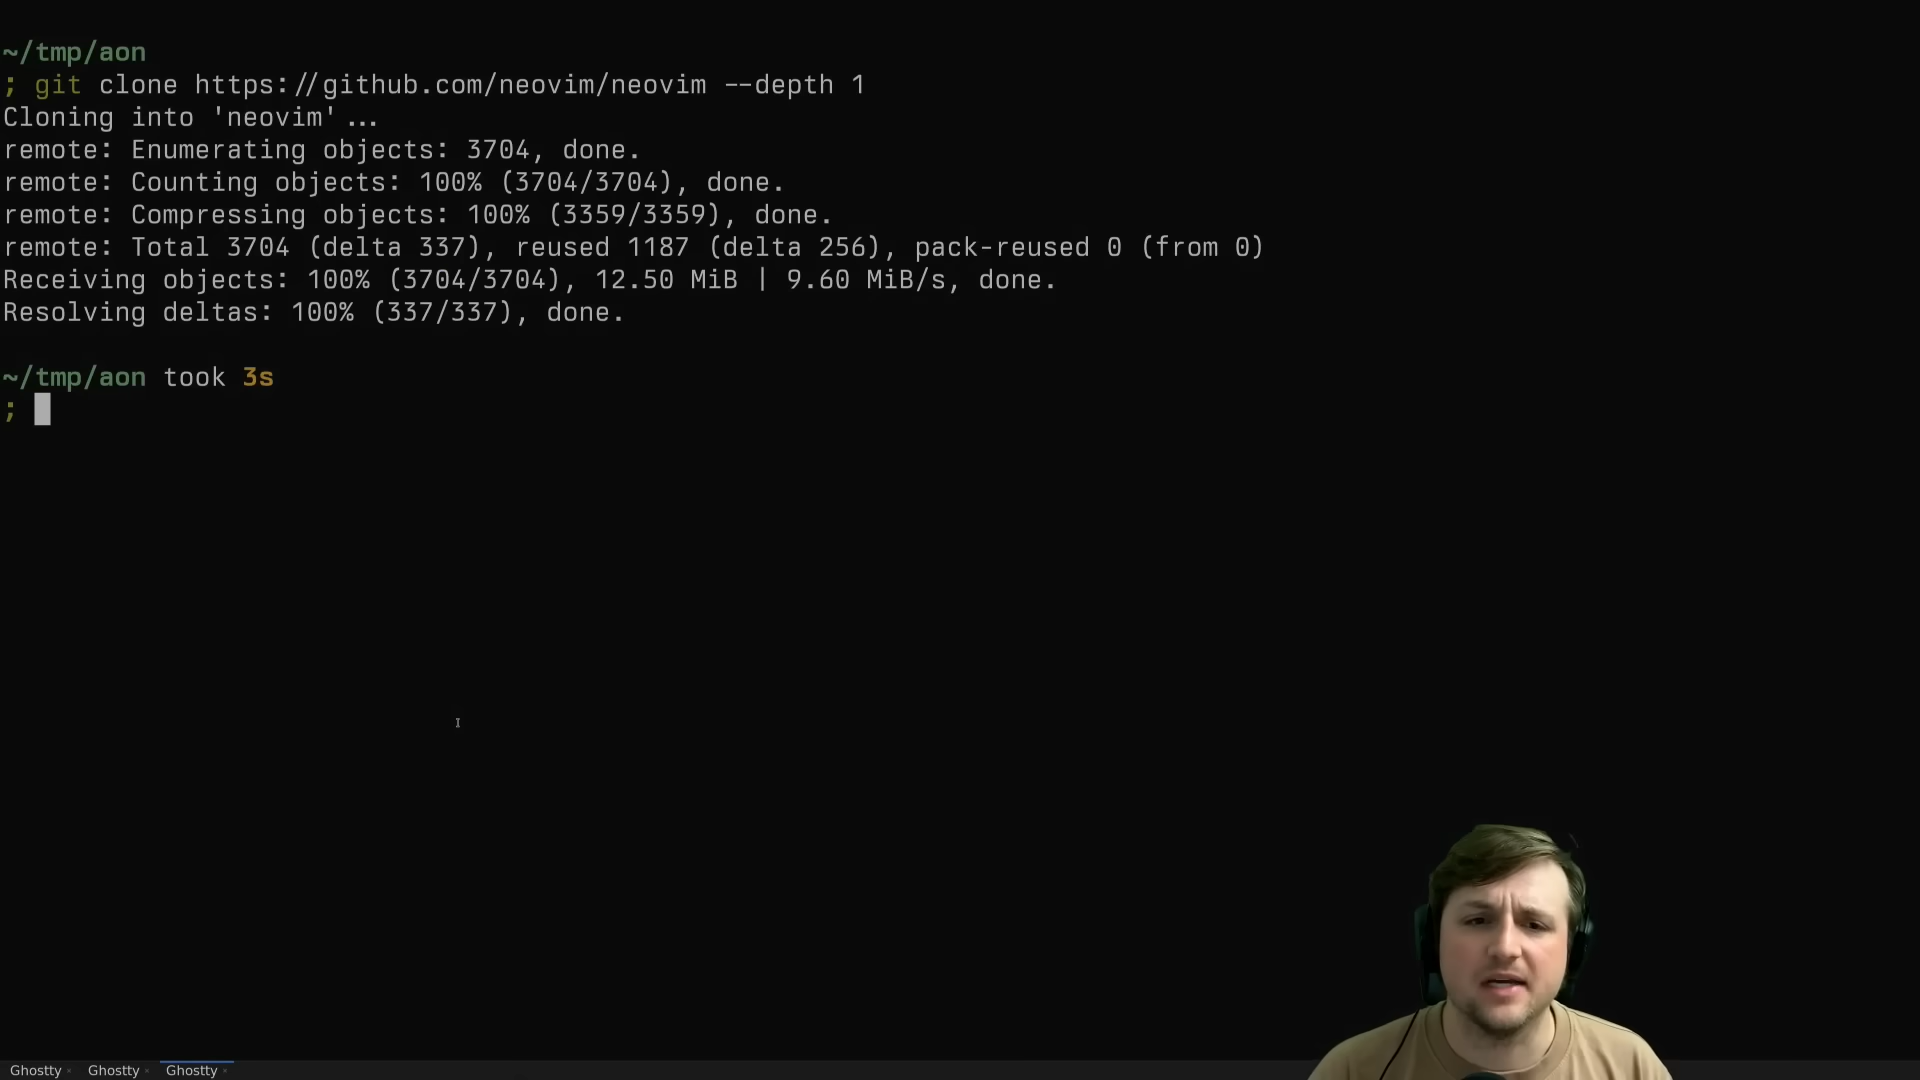 ~/tmp/aon
; git clone https://github.com/neovim/neovim --depth 1
Cloning into 'neovim'...
remote: Enumerating objects: 3704, done.
remote: Counting objects: 100% (3704/3704), done.
remote: Compressing objects: 100% (3359/3359), done.
remote: Total 3704 (delta 337), reused 1187 (delta 256), pack-reused 0 (from 0)
Receiving objects: 100% (3704/3704), 12.50 MiB | 9.60 MiB/s, done.
Resolving deltas: 100% (337/337), done.
~/tmp/aon took 3s
;
Ghostty Ghostty Ghostty